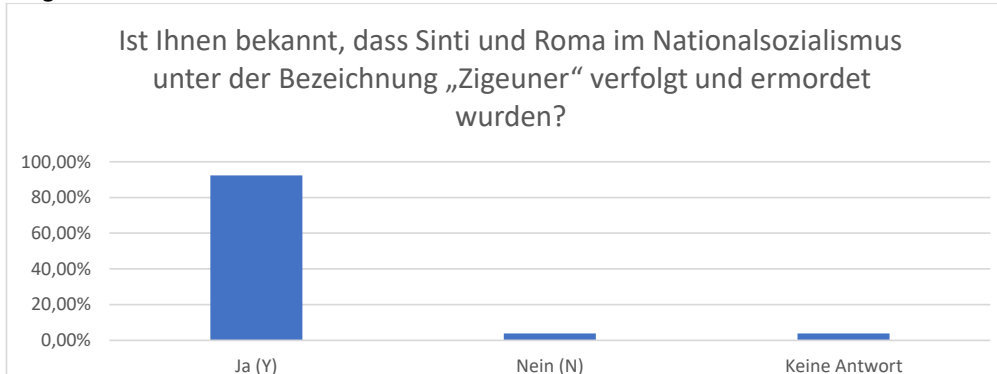 Ist Ihnen bekannt, dass Sinti und Roma im Nationalsozialismus
unter der Bezeichnung „Zigeuner“ verfolgt und ermordet
wurden?
100,00%
80,00%
60,00%
40,00%
20,00%
0,00%
Ja (Y) Nein (N) Keine Antwort